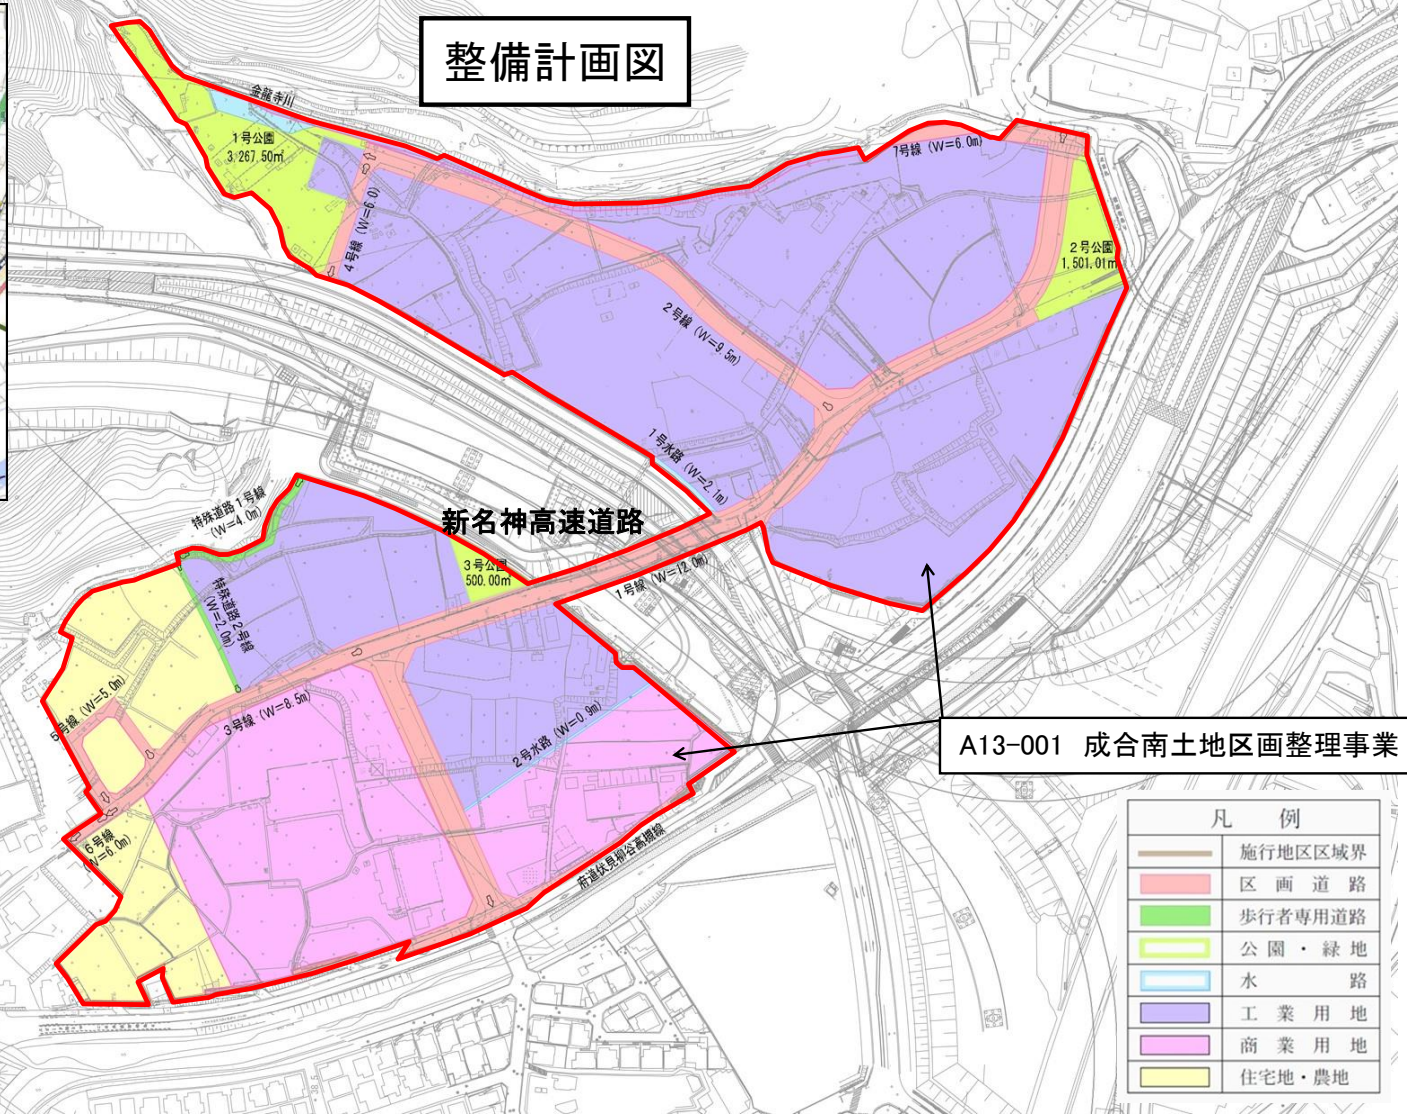 整備計画図
金龍寺川
1号公園
3,267.50㎡
4号線 (W=6.0)
7号線 (W=6.0m)
2号公園
1,501.01㎡
2号線 (W=9.5m)
1号水路 (W=2.1m)
特殊道路1号線
(W=4.0m)
新名神高速道路
3号公園
500.00㎡
1号線 (W=12.0m)
特殊道路2号線
(W=2.0m)
5号線 (W=5.0m)
3号線 (W=8.5m)
2号水路 (W=0.9m)
6号線
(W=6.0m)
府道伏見柳谷高槻線
A13-001 成合南土地区画整理事業
凡 例
施行地区区域界
区画道路
歩行者専用道路
公園・緑地
水路
工業用地
商業用地
住宅地・農地
38.5